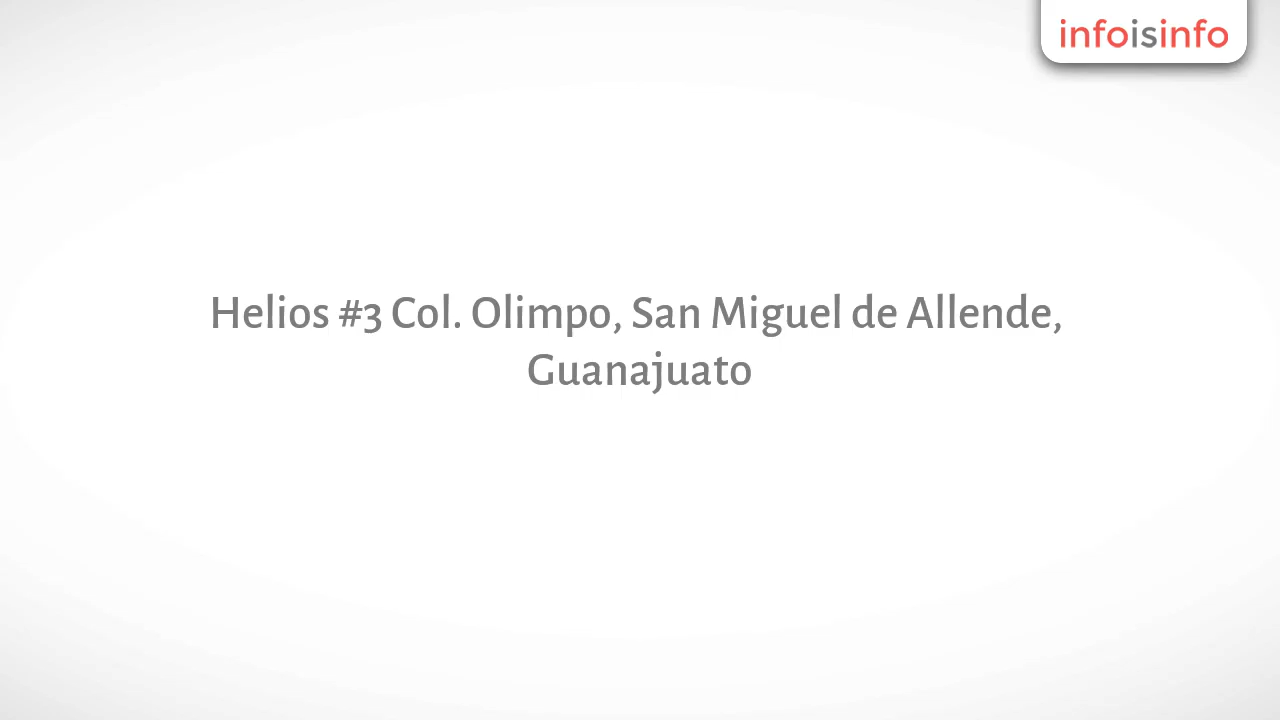 infoisinfo
Helios #3 Col. Olimpo, San Miguel de Allende,
Guanajuato